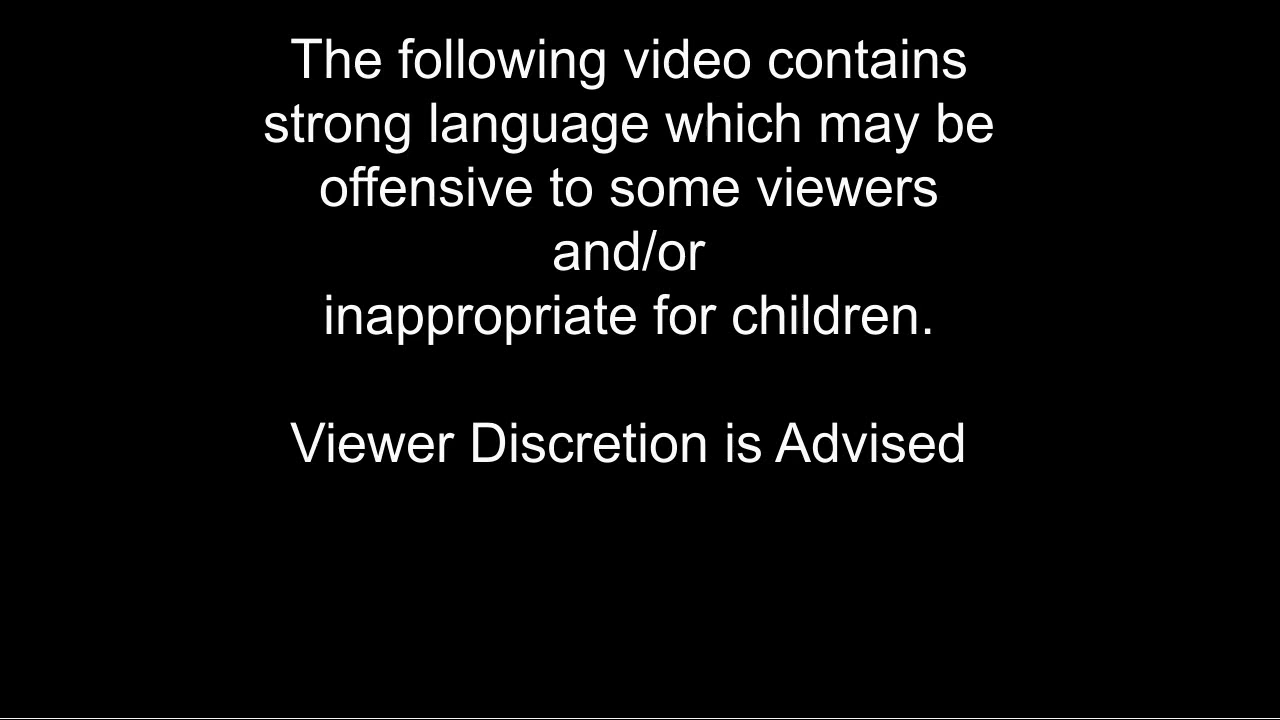 The following video contains
strong language which may be
offensive to some viewers
and/or
inappropriate for children.
Viewer Discretion is Advised